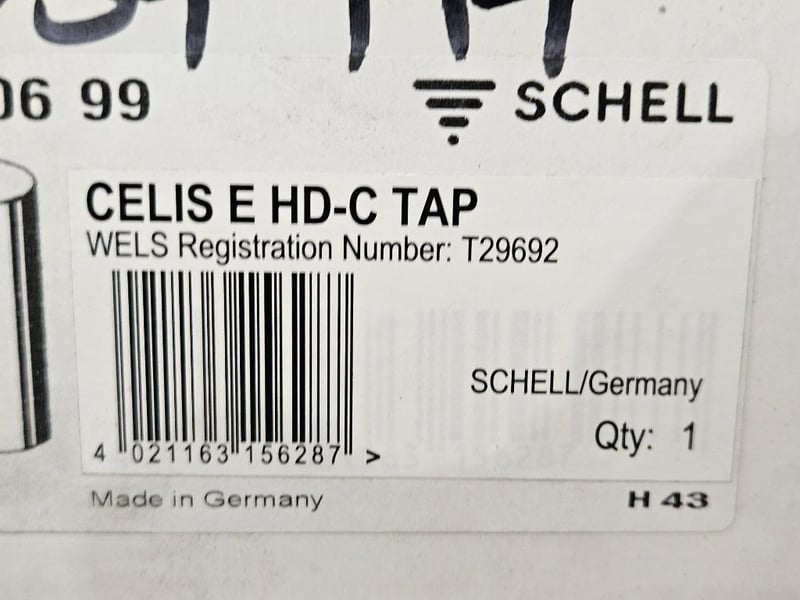 06 99
SCHELL
CELIS E HD-C TAP
WELS Registration Number: T29692
SCHELL/Germany
Qty: 1
4 021163 156287 >
Made in Germany
H 43